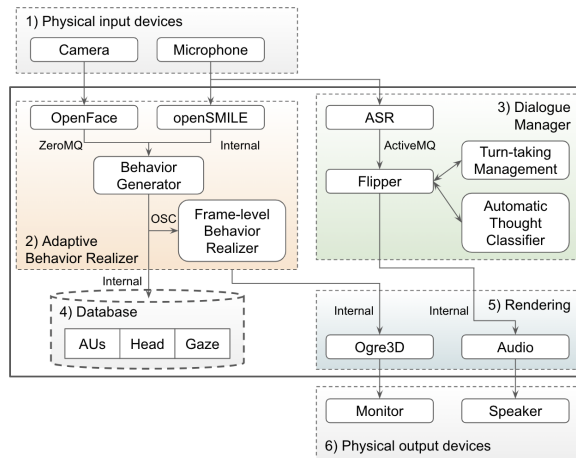 1) Physical input devices
Camera
Microphone
OpenFace
openSMILE
ZeroMQ
Internal
Behavior
Generator
OSC
Frame-level
Behavior
Realizer
2) Adaptive
Behavior Realizer
Internal
4) Database
AUs
Head
Gaze
3) Dialogue
Manager
ASR
ActiveMQ
Flipper
Turn-taking
Management
Automatic
Thought
Classifier
5) Rendering
Internal
Internal
Ogre3D
Audio
Monitor
Speaker
6) Physical output devices